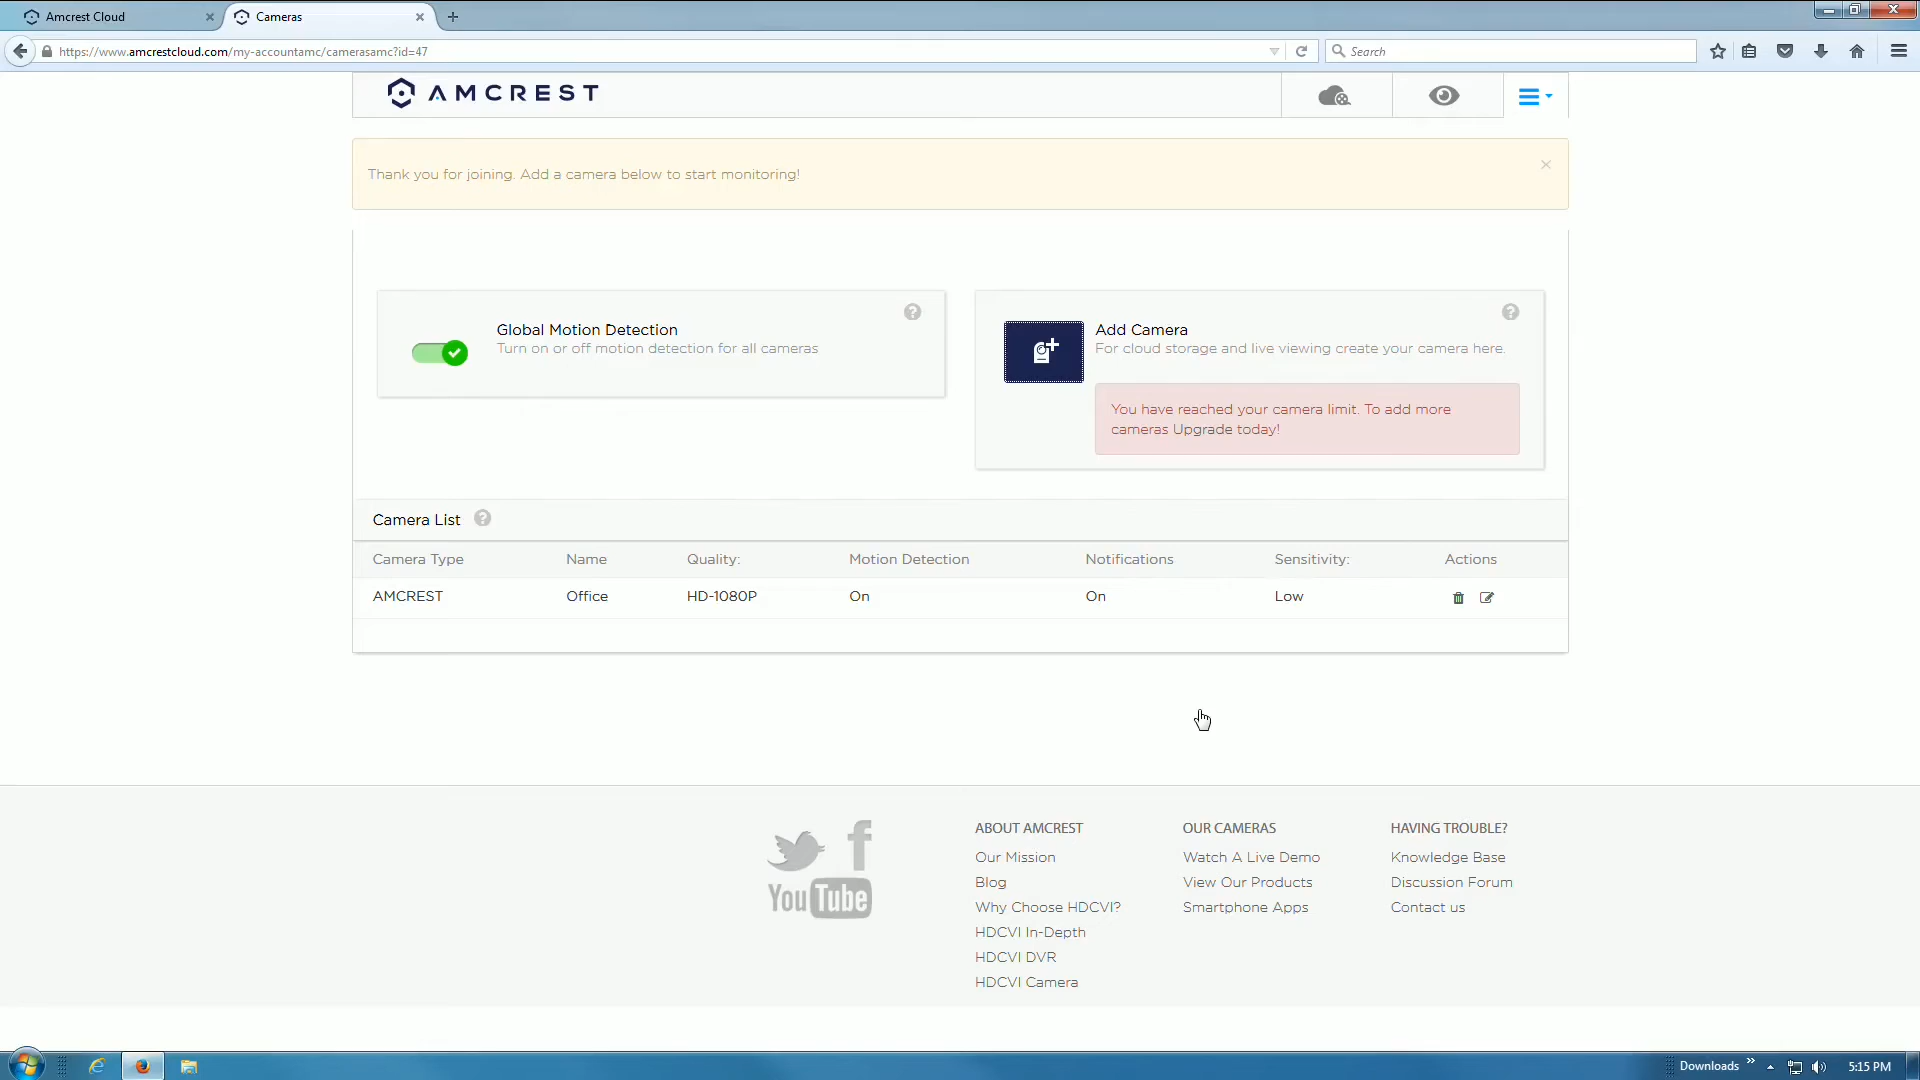 Amcrest Cloud
Cameras
https://www.amcrestcloud.com/my-accountamc/camerasamc?id=47
Search
AMCREST
Thank you for joining. Add a camera below to start monitoring!
Global Motion Detection
Turn on or off motion detection for all cameras
Add Camera
For cloud storage and live viewing create your camera here.
You have reached your camera limit. To add more
cameras Upgrade today!
Camera List
Camera Type Name Quality: Motion Detection Notifications Sensitivity: Actions
AMCREST Office HD-1080P On On Low
YouTube
ABOUT AMCREST
Our Mission
Blog
Why Choose HDCVI?
HDCVI In-Depth
HDCVI DVR
HDCVI Camera
OUR CAMERAS
Watch A Live Demo
View Our Products
Smartphone Apps
HAVING TROUBLE?
Knowledge Base
Discussion Forum
Contact us
Downloads
5:15 PM